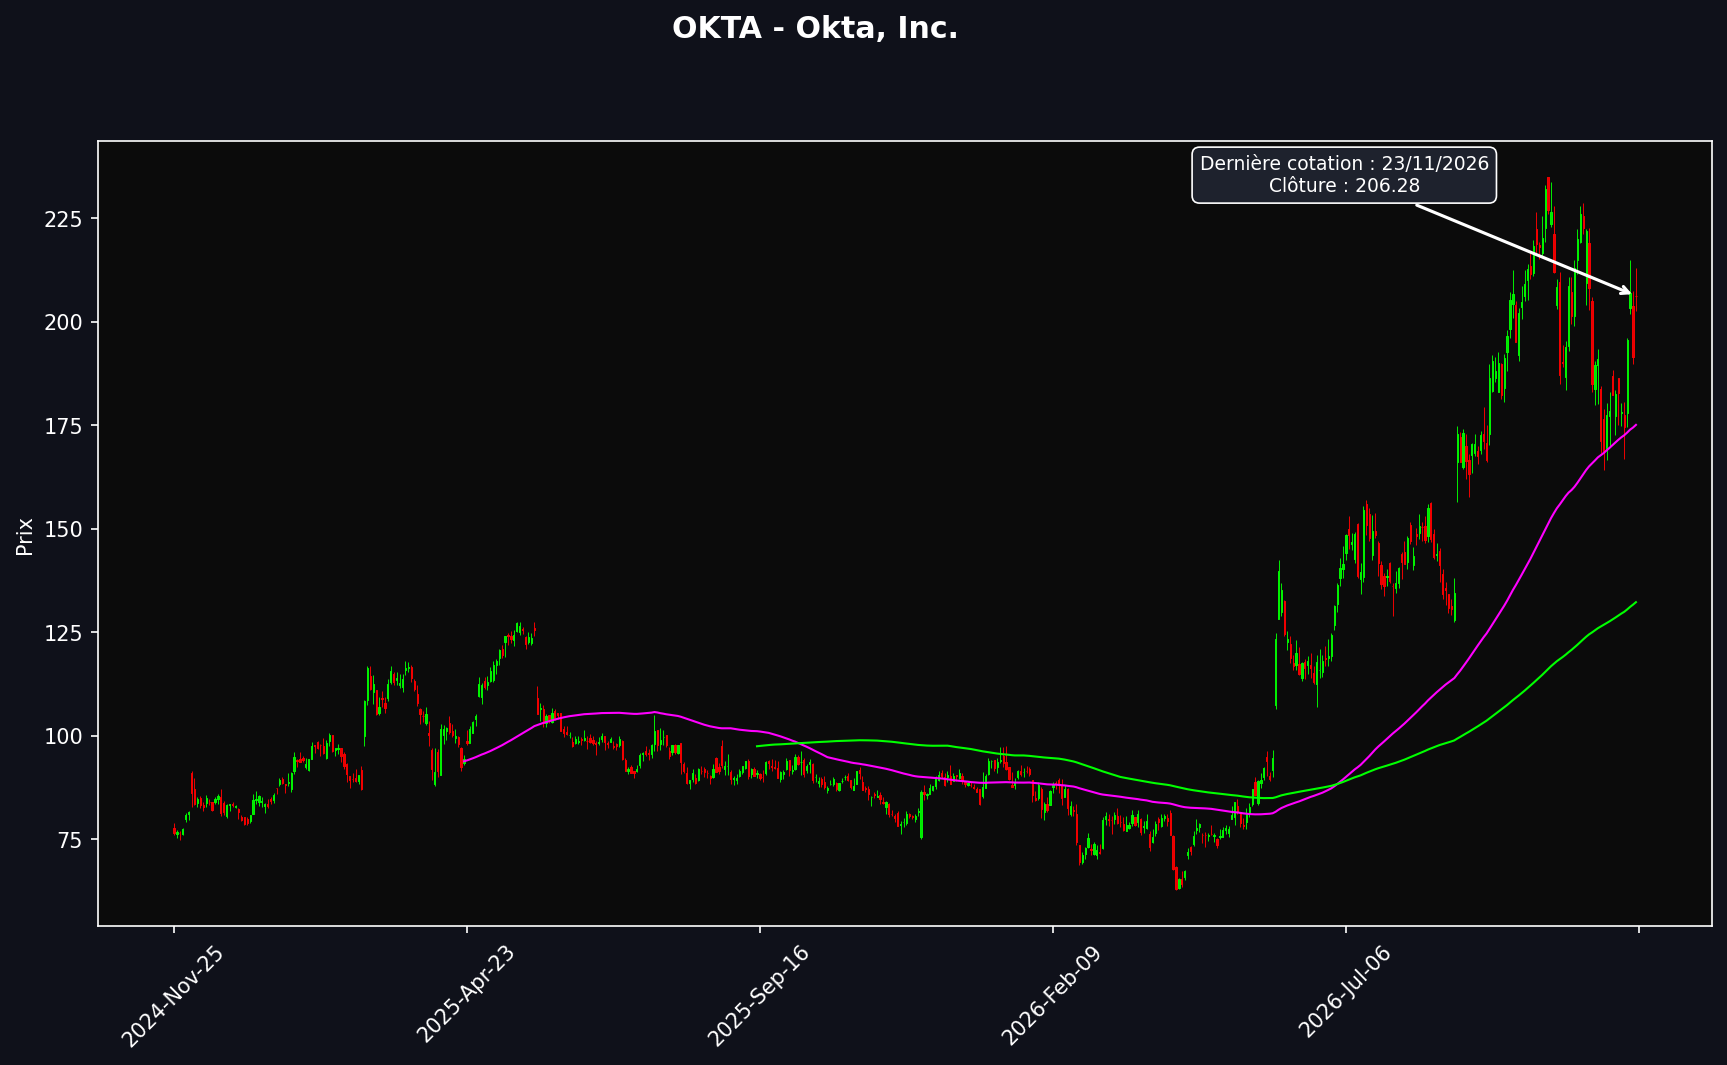 OKTA - Okta, Inc.
Dernière cotation : 23/11/2026
Clôture : 206.28
Prix
225
200
175
150
125
100
75
2024-Nov-25
2025-Apr-23
2025-Sep-16
2026-Feb-09
2026-Jul-06